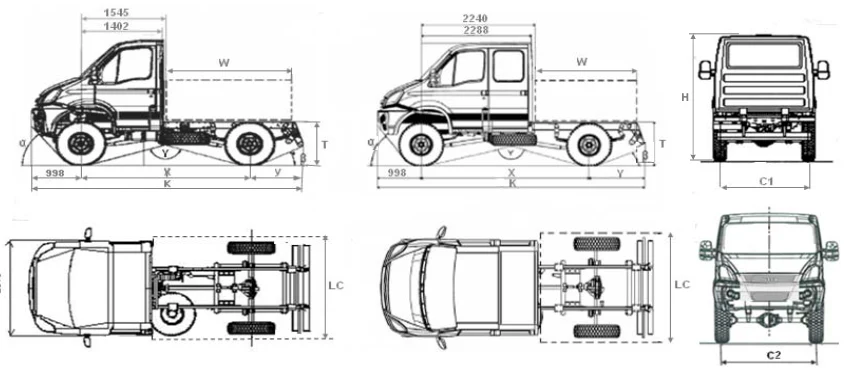 1545
1402
W
α
T
Y
β
998
X
Y
K
2240
2288
W
α
T
Y
β
998
X
Y
K
H
C1
LC
LC
C2